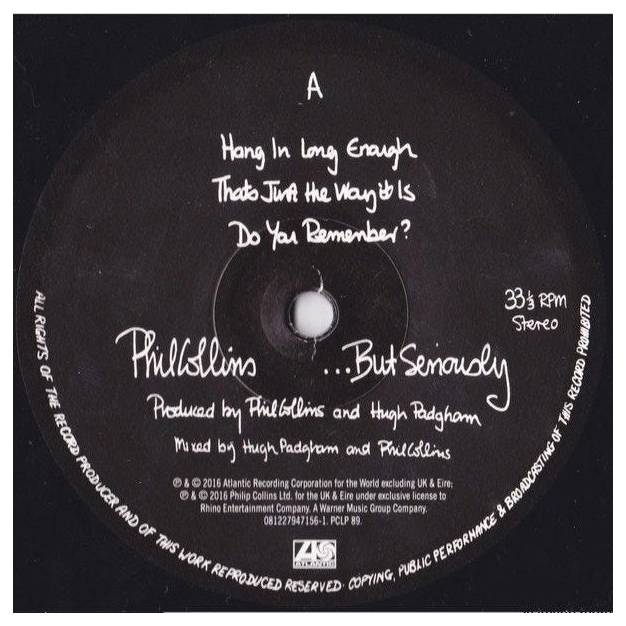 A
Hang In Long Enough
Thats Just the Way it Is
Do You Remember?
33⅓ RPM
Stereo
Phil Collins ...But Seriously
Produced by Phil Collins and Hugh Padgham
Mixed by Hugh Padgham and Phil Collins
℗ & © 2016 Atlantic Recording Corporation for the World excluding UK & Eire;
℗ & © 2016 Philip Collins Ltd. for the UK & Eire under exclusive license to
Rhino Entertainment Company. A Warner Music Group Company.
081227947156-1. PCLP 89.
ATLANTIC
ALL RIGHTS OF THE RECORD PRODUCER AND OF THIS WORK REPRODUCED RESERVED· COPYING, PUBLIC PERFORMANCE & BROADCASTING OF THIS RECORD PROHIBITED